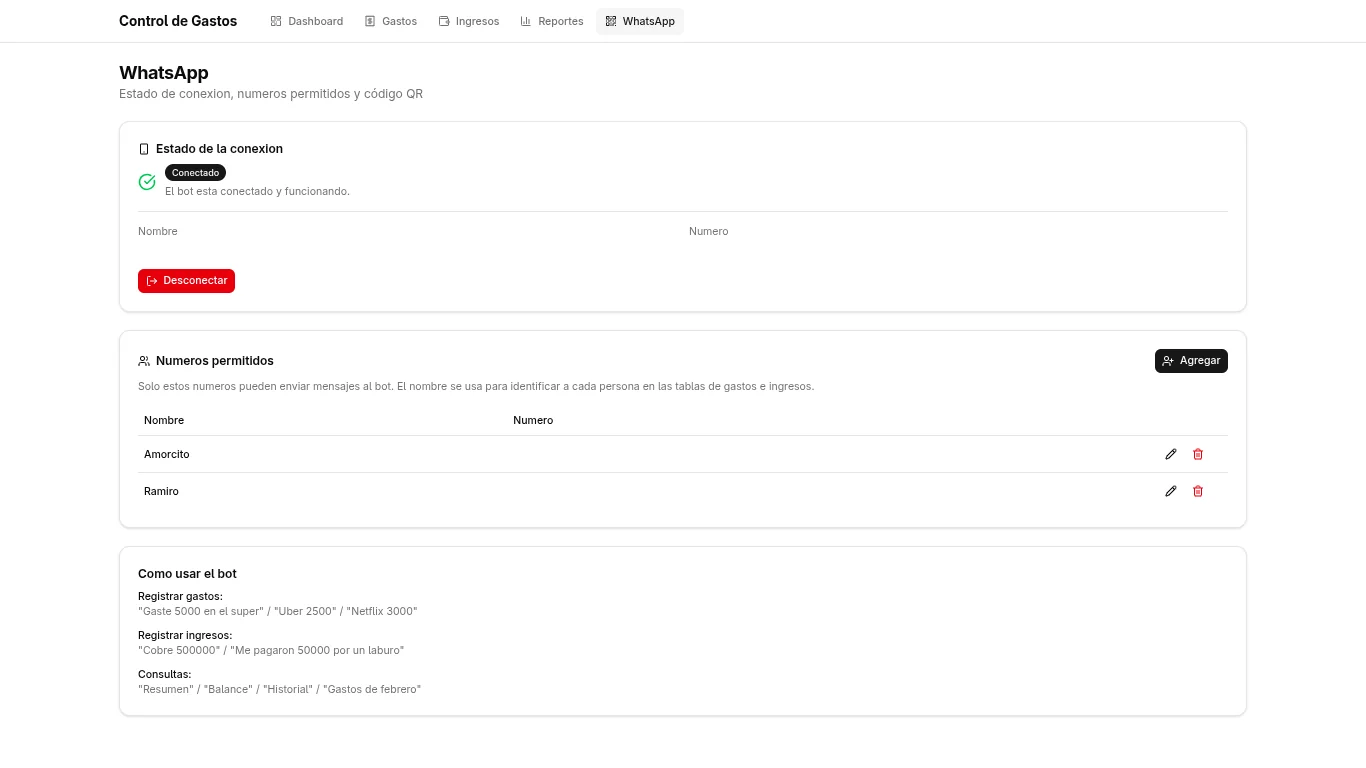 Control de Gastos Dashboard Gastos Ingresos Reportes WhatsApp
WhatsApp
Estado de conexion, numeros permitidos y código QR
Estado de la conexion
Conectado
El bot esta conectado y funcionando.
Nombre Numero
Desconectar
Numeros permitidos Agregar
Solo estos numeros pueden enviar mensajes al bot. El nombre se usa para identificar a cada persona en las tablas de gastos e ingresos.
Nombre Numero
Amorcito
Ramiro
Como usar el bot
Registrar gastos:
"Gaste 5000 en el super" / "Uber 2500" / "Netflix 3000"
Registrar ingresos:
"Cobre 500000" / "Me pagaron 50000 por un laburo"
Consultas:
"Resumen" / "Balance" / "Historial" / "Gastos de febrero"